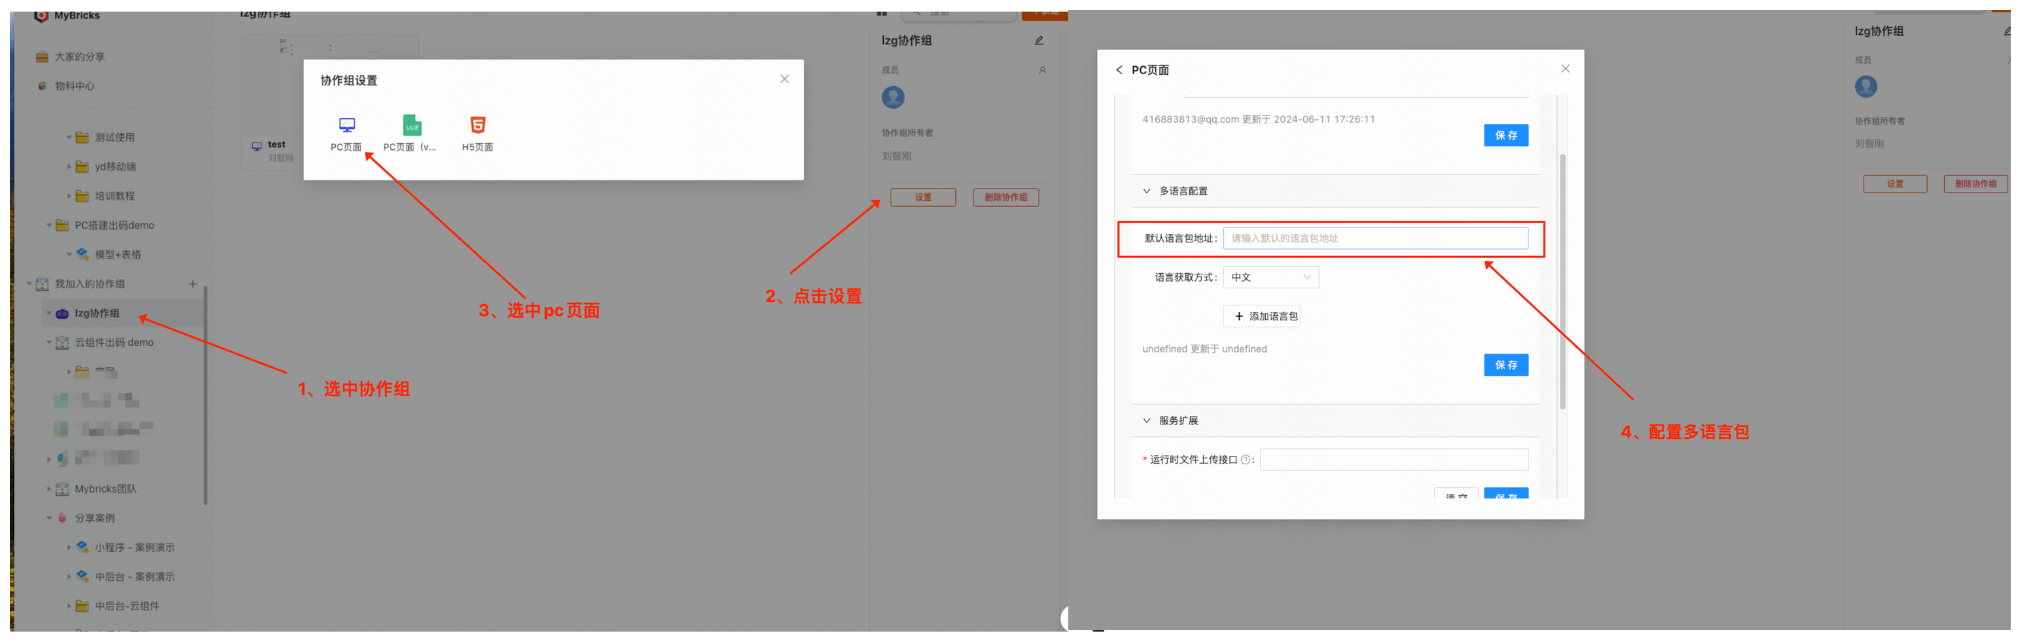 MyBricks
大家的分享
物料中心
测试使用
yd移动端
培训教程
PC搭建出码demo
模型+表格
我加入的协作组
lzg协作组
云组件出码 demo
Mybricks团队
分享案例
小程序 - 案例演示
中后台 - 案例演示
中后台-云组件
lzg协作组
test
刘智刚
协作组设置
PC页面
PC页面（v...
H5页面
搜索
lzg协作组
成员
协作组所有者
刘智刚
设置
删除协作组
1、选中协作组
2、点击设置
3、选中pc页面
PC页面
416883813@qq.com 更新于 2024-06-11 17:26:11
保存
多语言配置
默认语言包地址: 请输入默认的语言包地址
语言获取方式: 中文
+ 添加语言包
undefined 更新于 undefined
保存
服务扩展
* 运行时文件上传接口 ? :
清空
保存
4、配置多语言包
lzg协作组
成员
协作组所有者
刘智刚
设置
删除协作组